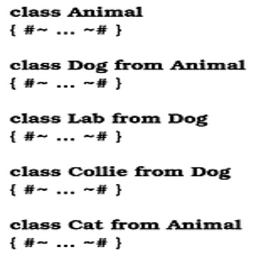 class Animal
{ #~ ... ~# }
class Dog from Animal
{ #~ ... ~# }
class Lab from Dog
{ #~ ... ~# }
class Collie from Dog
{ #~ ... ~# }
class Cat from Animal
{ #~ ... ~# }